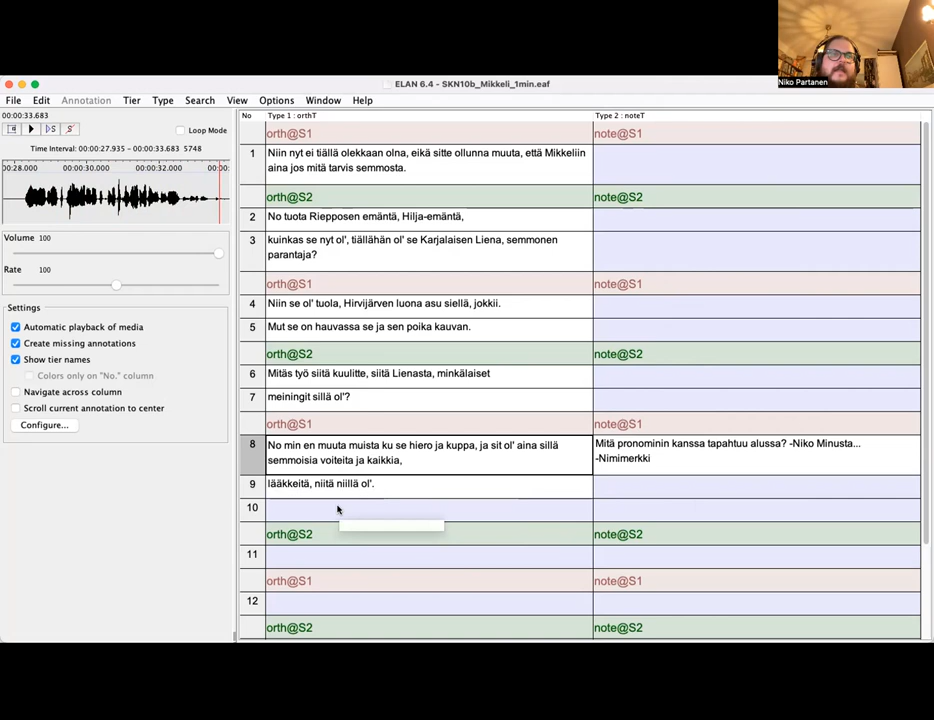 Niko Partanen
ELAN 6.4 - SKN10b_Mikkeli_1min.eaf
File Edit Annotation Tier Type Search View Options Window Help
00:00:33.683
Loop Mode
Time Interval: 00:00:27.935 - 00:00:33.683 5748
00:28.000 00:00:30.000 00:00:32.000 00:00:
Volume 100
Rate 100
Settings
Automatic playback of media
Create missing annotations
Show tier names
Colors only on "No." column
Navigate across column
Scroll current annotation to center
Configure...
No Type 1 : orthT Type 2 : noteT
orth@S1 note@S1
1 Niin nyt ei tiällä olekkaan olna, eikä sitte ollunna muuta, että Mikkeliin
aina jos mitä tarvis semmosta.
orth@S2 note@S2
2 No tuota Riepposen emäntä, Hilja-emäntä,
3 kuinkas se nyt ol', tiällähän ol' se Karjalaisen Liena, semmonen
parantaja?
orth@S1 note@S1
4 Niin se ol' tuola, Hirvijärven luona asu siellä, jokkii.
5 Mut se on hauvassa se ja sen poika kauvan.
orth@S2 note@S2
6 Mitäs työ siitä kuulitte, siitä Lienasta, minkälaiset
7 meiningit sillä ol'?
orth@S1 note@S1
8 No min en muuta muista ku se hiero ja kuppa, ja sit ol' aina sillä
semmoisia voiteita ja kaikkia,
Mitä pronominin kanssa tapahtuu alussa? -Niko Minusta...
-Nimimerkki
9 lääkkeitä, niitä niillä ol'.
10
orth@S2 note@S2
11
orth@S1 note@S1
12
orth@S2 note@S2